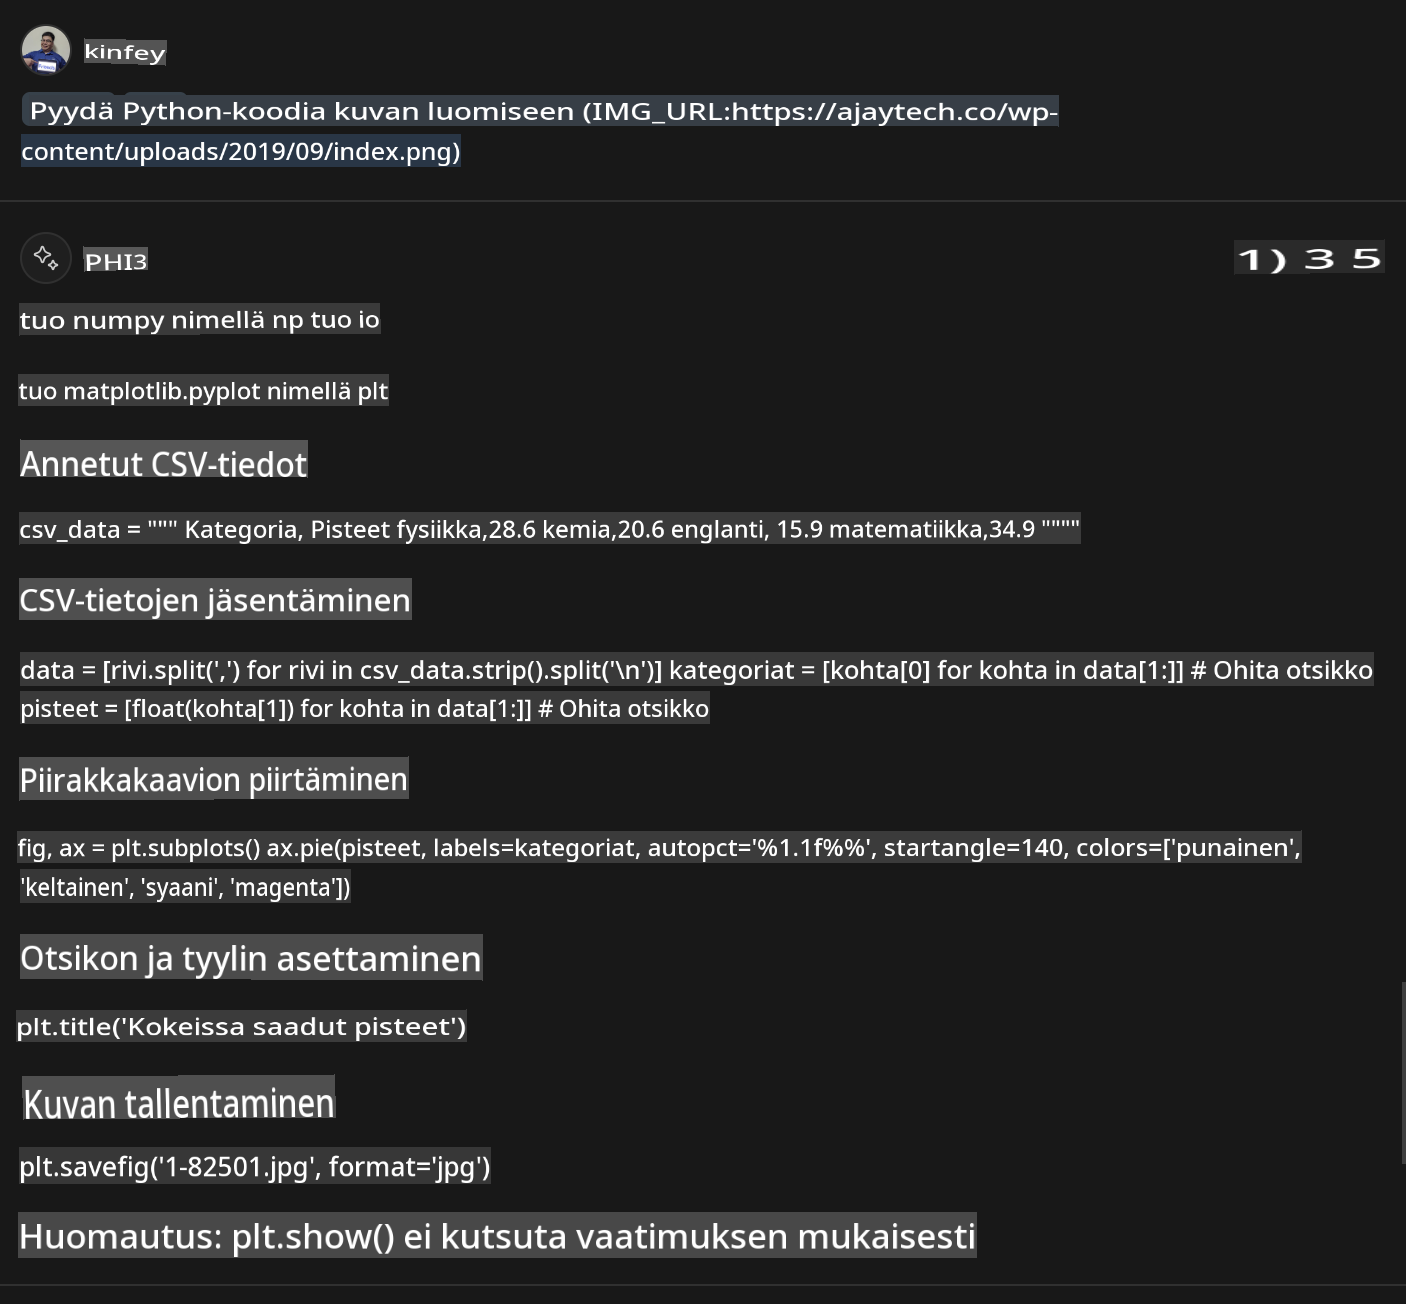 kinfey
Pyydä Python-koodia kuvan luomiseen (IMG_URL:https://ajaytech.co/wp-
content/uploads/2019/09/index.png)
PHI3
1) 3 5
tuo numpy nimellä np tuo io
tuo matplotlib.pyplot nimellä plt
Annetut CSV-tiedot
csv_data = """ Kategoria, Pisteet fysiikka,28.6 kemia,20.6 englanti, 15.9 matematiikka,34.9 """"
CSV-tietojen jäsentäminen
data = [rivi.split(',') for rivi in csv_data.strip().split('\n')] kategoriat = [kohta[0] for kohta in data[1:]] # Ohita otsikko
pisteet = [float(kohta[1]) for kohta in data[1:]] # Ohita otsikko
Piirakkakaavion piirtäminen
fig, ax = plt.subplots() ax.pie(pisteet, labels=kategoriat, autopct='%1.1f%%', startangle=140, colors=['punainen',
'keltainen', 'syaani', 'magenta'])
Otsikon ja tyylin asettaminen
plt.title('Kokeissa saadut pisteet')
Kuvan tallentaminen
plt.savefig('1-82501.jpg', format='jpg')
Huomautus: plt.show() ei kutsuta vaatimuksen mukaisesti